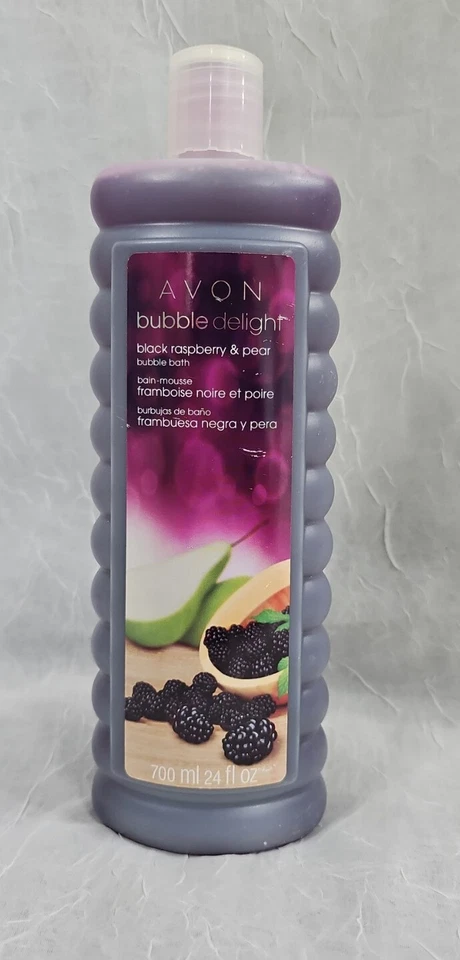 AVON
bubble delight
black raspberry & pear
bubble bath
bain-mousse
framboise noire et poire
burbujas de baño
frambuesa negra y pera
700 ml 24 fl oz